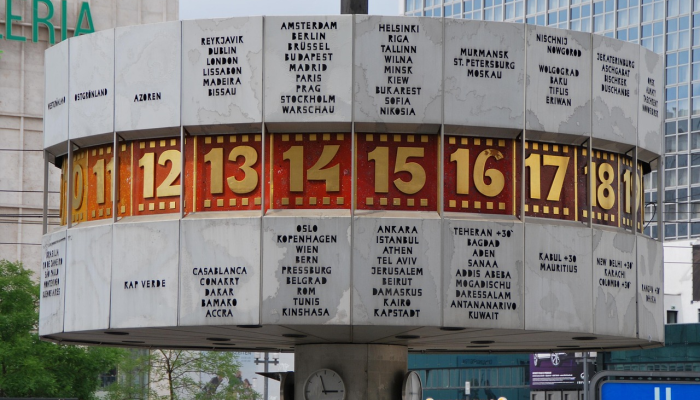 ERIA
OSTGRÖNLAND
AZOREN
REYKJAVIK
DUBLIN
LONDON
LISSABON
MADEIRA
BISSAU
AMSTERDAM
BERLIN
BRÜSSEL
BUDAPEST
MADRID
PARIS
PRAG
STOCKHOLM
WARSCHAU
HELSINKI
RIGA
TALLINN
WILNA
MINSK
KIEW
BUKAREST
SOFIA
NIKOSIA
MURMANSK
ST.PETERSBURG
MOSKAU
NISCHNIJ
NOWGOROD
WOLGOGRAD
BAKU
TIFLIS
ERIWAN
JEKATERINBURG
ASCHGABAT
BISCHKEK
DUSCHANBE
11
12
13
14
15
16
17
18
KAP VERDE
CASABLANCA
CONAKRY
DAKAR
BAMAKO
ACCRA
OSLO
KOPENHAGEN
WIEN
BERN
PRESSBURG
BELGRAD
ROM
TUNIS
KINSHASA
ANKARA
ISTANBUL
ATHEN
TEL AVIV
JERUSALEM
BEIRUT
DAMASKUS
KAIRO
KAPSTADT
TEHERAN +30'
BAGDAD
ADEN
SANAA
ADDIS ABEBA
MOGADISCHU
DARESSALAM
ANTANANARIVO
KUWAIT
KABUL +30'
MAURITIUS
NEW DELHI +30'
KARACHI
COLOMBO +30'
U